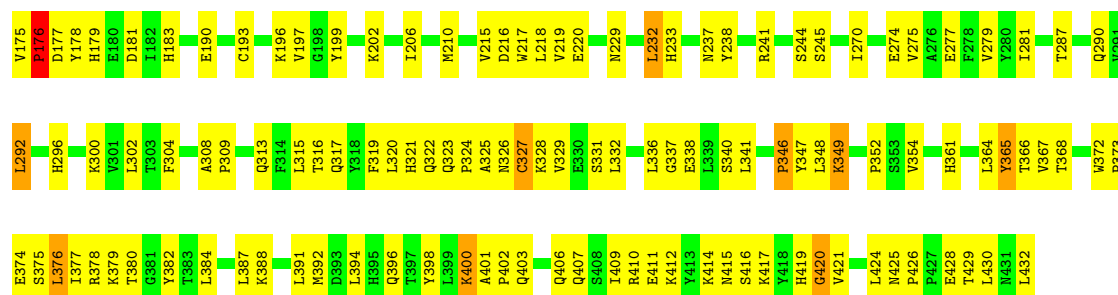 V175 P176 D177 Y178 H179 E180 D181 I182 H183 E190 C193 K196 V197 G198 Y199 K202 I206 M210 V215 D216 W217 L218 V219 E220 N229 L232 H233 N237 Y238 R241 S244 S245 I270 E274 V275 A276 E277 F278 V279 Y280 I281 T287 Q290 V291
L292 H296 K300 V301 L302 T303 F304 A308 P309 Q313 F314 L315 T316 Q317 Y318 F319 L320 H321 Q322 Q323 P324 A325 N326 C327 K328 V329 E330 S331 L332 L336 G337 E338 L339 S340 L341 P346 Y347 L348 K349 P352 S353 V354 H361 L364 Y365 T366 V367 T368 W372 P373
E374 S375 L376 I377 R378 K379 T380 G381 Y382 T383 L384 L387 K388 L391 M392 D393 L394 H395 Q396 T397 Y398 L399 K400 A401 P402 Q403 Q406 Q407 S408 I409 R410 E411 K412 Y413 K414 N415 S416 K417 Y418 H419 G420 V421 L424 N425 P426 P427 E428 T429 L430 N431 L432